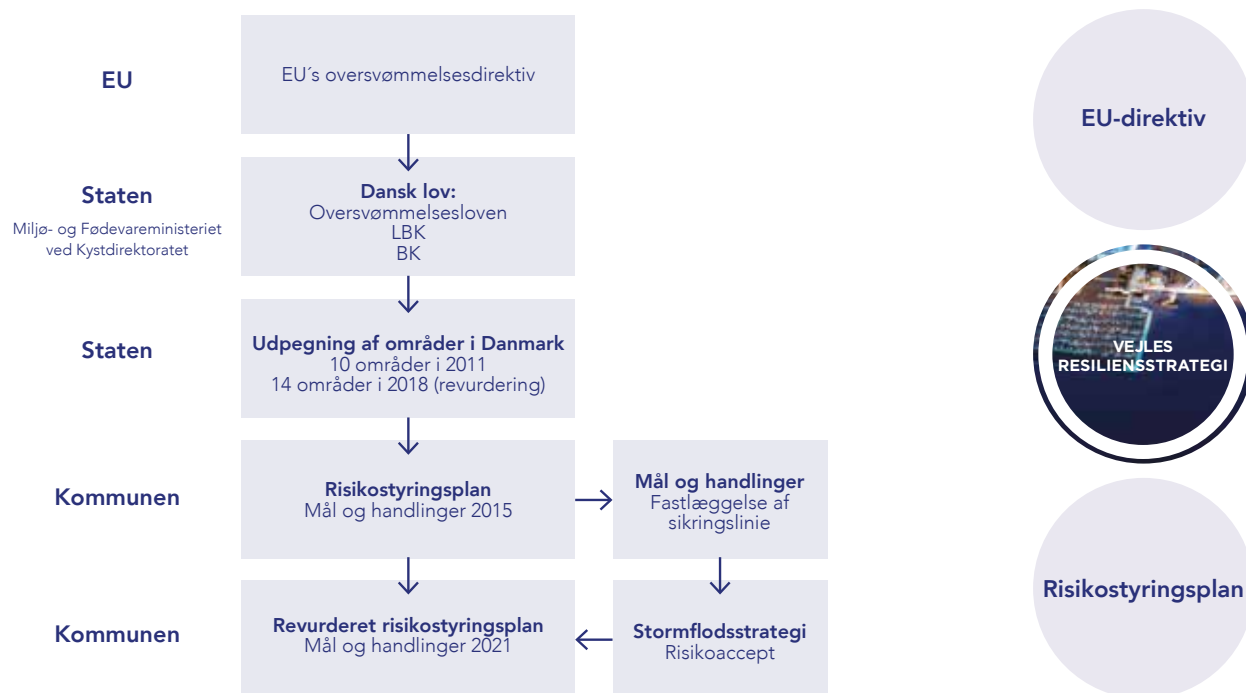 EU
EU´s oversvømmelsesdirektiv
Staten
Miljø- og Fødevareministeriet
ved Kystdirektoratet
Dansk lov:
Oversvømmelsesloven
LBK
BK
Staten
Udpegning af områder i Danmark
10 områder i 2011
14 områder i 2018 (revurdering)
Kommunen
Risikostyringsplan
Mål og handlinger 2015
Mål og handlinger
Fastlæggelse af
sikringslinie
Kommunen
Revurderet risikostyringsplan
Mål og handlinger 2021
Stormflodsstrategi
Risikoaccept
EU-direktiv
VEJLES
RESILIENSSTRATEGI
Risikostyringsplan